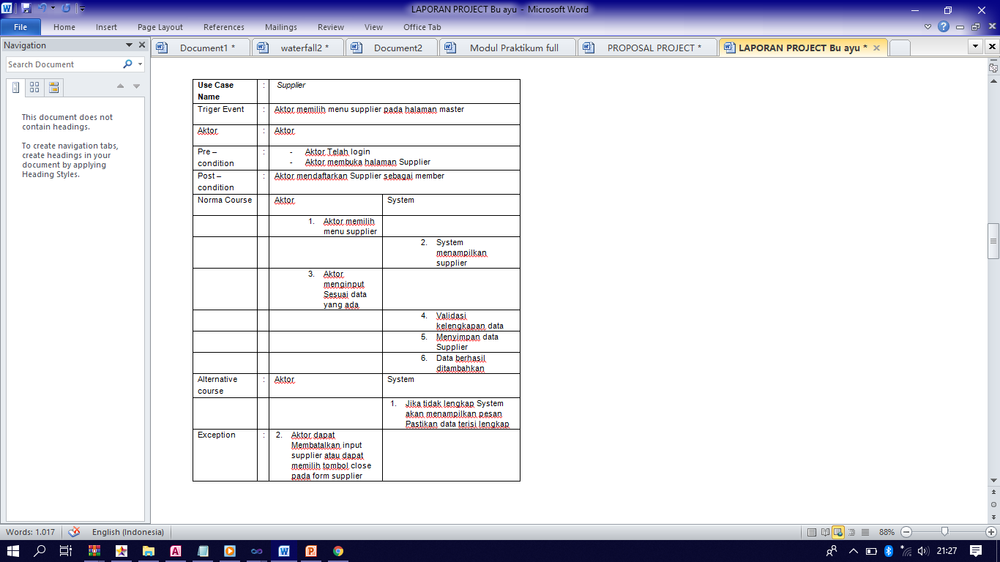 LAPORAN PROJECT Bu ayu - Microsoft Word
File Home Insert Page Layout References Mailings Review View Office Tab
Navigation
Document1 * waterfall2 * Document2 Modul Praktikum full PROPOSAL PROJECT * LAPORAN PROJECT Bu ayu *
Search Document
This document does not
contain headings.
To create navigation tabs,
create headings in your
document by applying
Heading Styles.
Use Case : Supplier
Name
Triger Event : Aktor memilih menu supplier pada halaman master
Aktor : Aktor
Pre – : - Aktor Telah login
condition - Aktor membuka halaman Supplier
Post – : Aktor mendaftarkan Supplier sebagai member
condition
Norma Course Aktor System
1. Aktor memilih
menu supplier
2. System
menampilkan
supplier
3. Aktor
menginput
Sesuai data
yang ada
4. Validasi
kelengkapan data
5. Menyimpan data
Supplier
6. Data berhasil
ditambahkan
Alternative : Aktor System
course
1. Jika tidak lengkap System
akan menampilkan pesan
Pastikan data terisi lengkap
Exception : 2. Aktor dapat
Membatalkan input
supplier atau dapat
memilih tombol close
pada form supplier
Words: 1.017 English (Indonesia) 88%
21:27